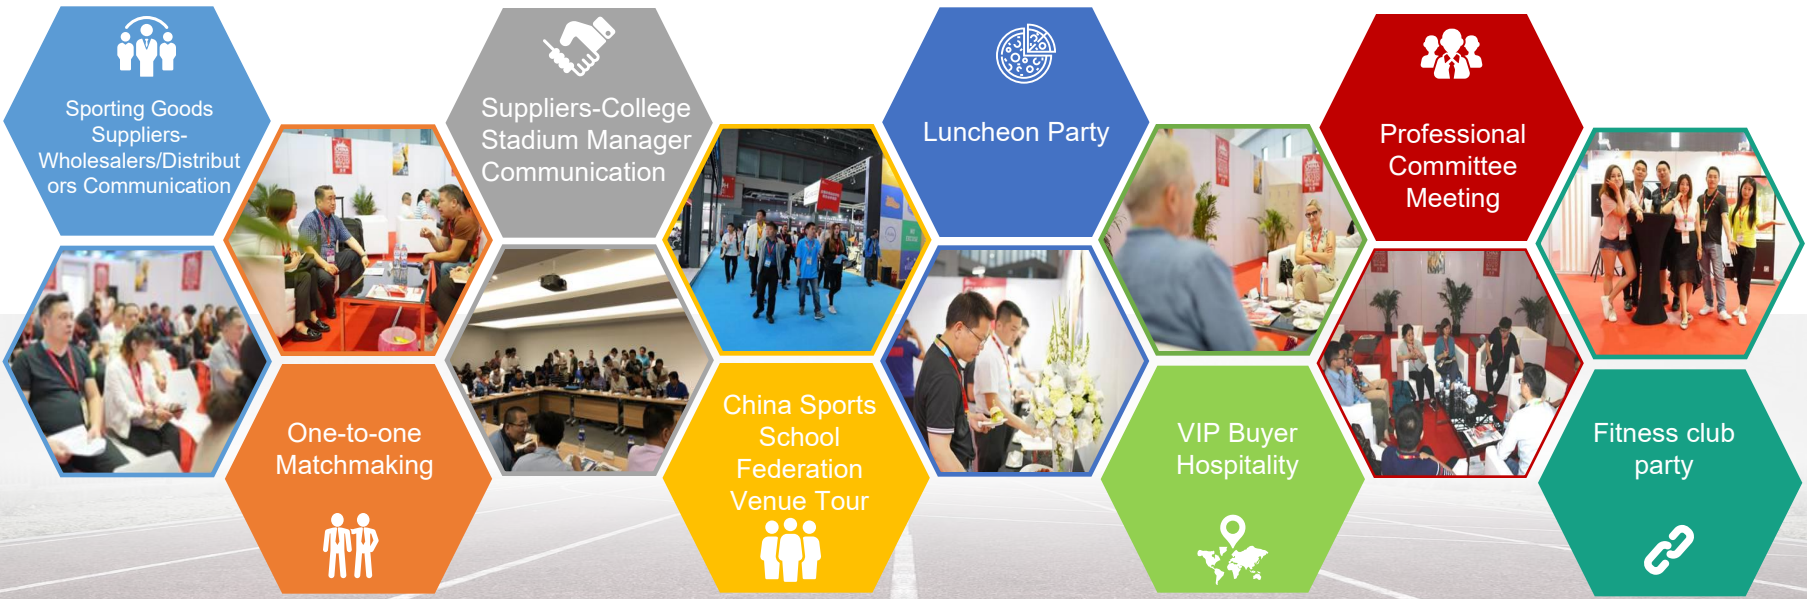 Sporting Goods
Suppliers-
Wholesalers/Distribut
ors Communication
One-to-one
Matchmaking
Suppliers-College
Stadium Manager
Communication
China Sports
School
Federation
Venue Tour
Luncheon Party
VIP Buyer
Hospitality
Professional
Committee
Meeting
Fitness club
party